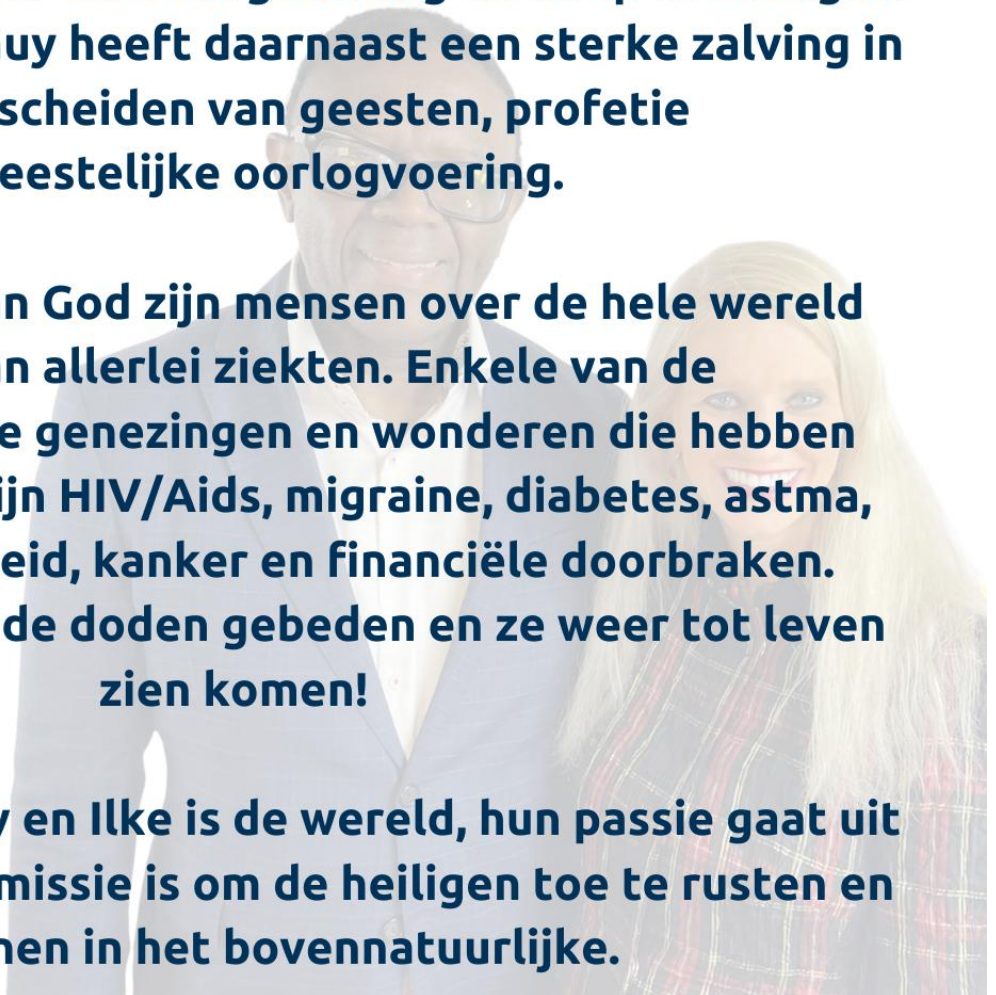 uy heeft daarnaast een sterke zalving in
scheiden van geesten, profetie
eestelijke oorlogvoering.
n God zijn mensen over de hele wereld
n allerlei ziekten. Enkele van de
e genezingen en wonderen die hebben
ijn HIV/Aids, migraine, diabetes, astma,
eid, kanker en financiële doorbraken.
de doden gebeden en ze weer tot leven
zien komen!
y en Ilke is de wereld, hun passie gaat uit
missie is om de heiligen toe te rusten en
nen in het bovennatuurlijke.